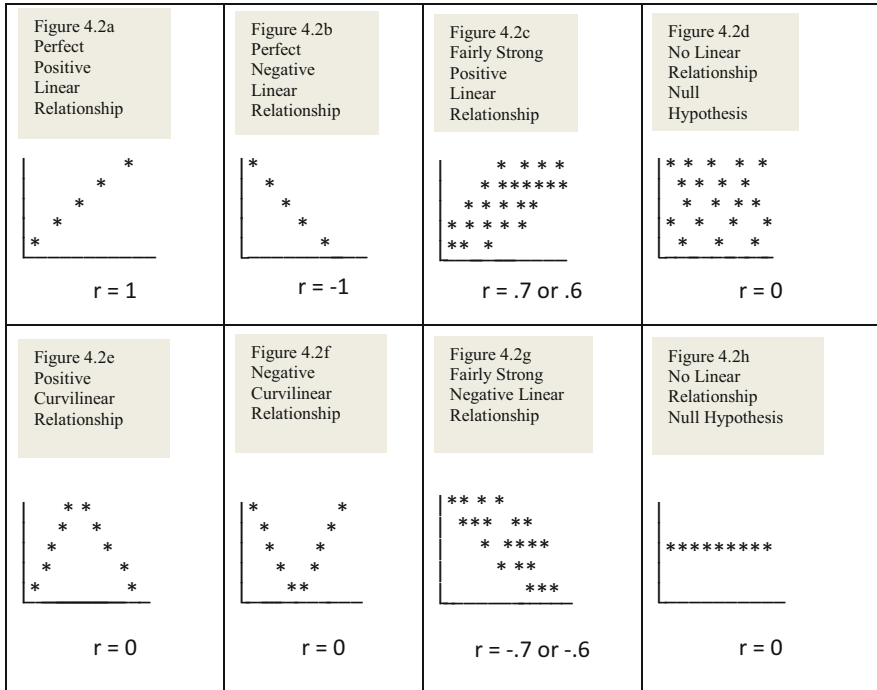 Figure 4.2a
Perfect
Positive
Linear
Relationship
r = 1
Figure 4.2b
Perfect
Negative
Linear
Relationship
r = -1
Figure 4.2c
Fairly Strong
Positive
Linear
Relationship
r = .7 or .6
Figure 4.2d
No Linear
Relationship
Null
Hypothesis
r = 0
Figure 4.2e
Positive
Curvilinear
Relationship
r = 0
Figure 4.2f
Negative
Curvilinear
Relationship
r = 0
Figure 4.2g
Fairly Strong
Negative Linear
Relationship
r = -.7 or -.6
Figure 4.2h
No Linear
Relationship
Null Hypothesis
r = 0